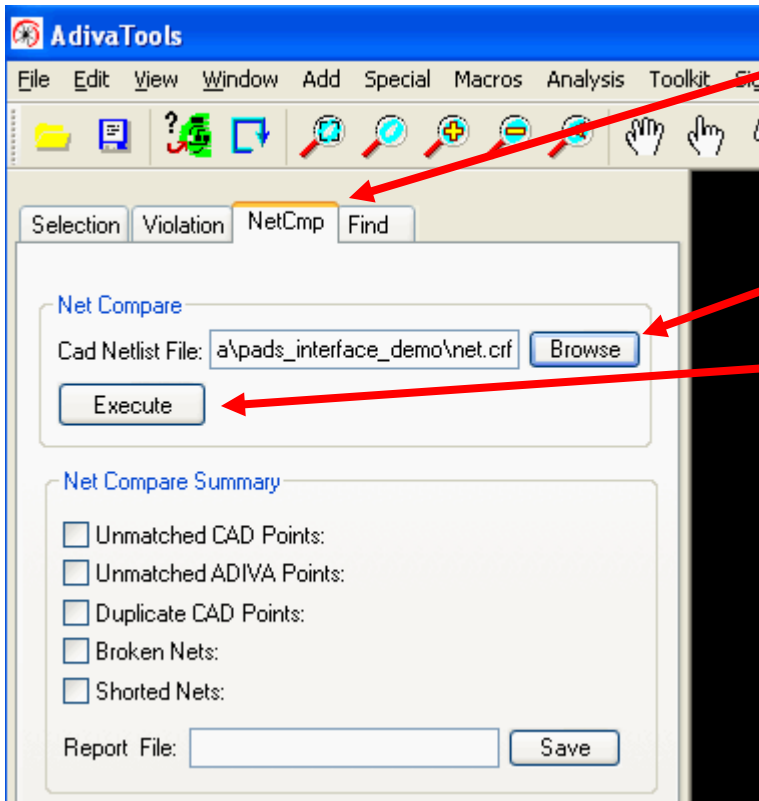 AdivaTools
File Edit View Window Add Special Macros Analysis Toolkit
Selection Violation NetCmp Find
Net Compare
Cad Netlist File: a\pads_interface_demo\net.crf Browse
Execute
Net Compare Summary
Unmatched CAD Points:
Unmatched ADIVA Points:
Duplicate CAD Points:
Broken Nets:
Shorted Nets:
Report File: Save